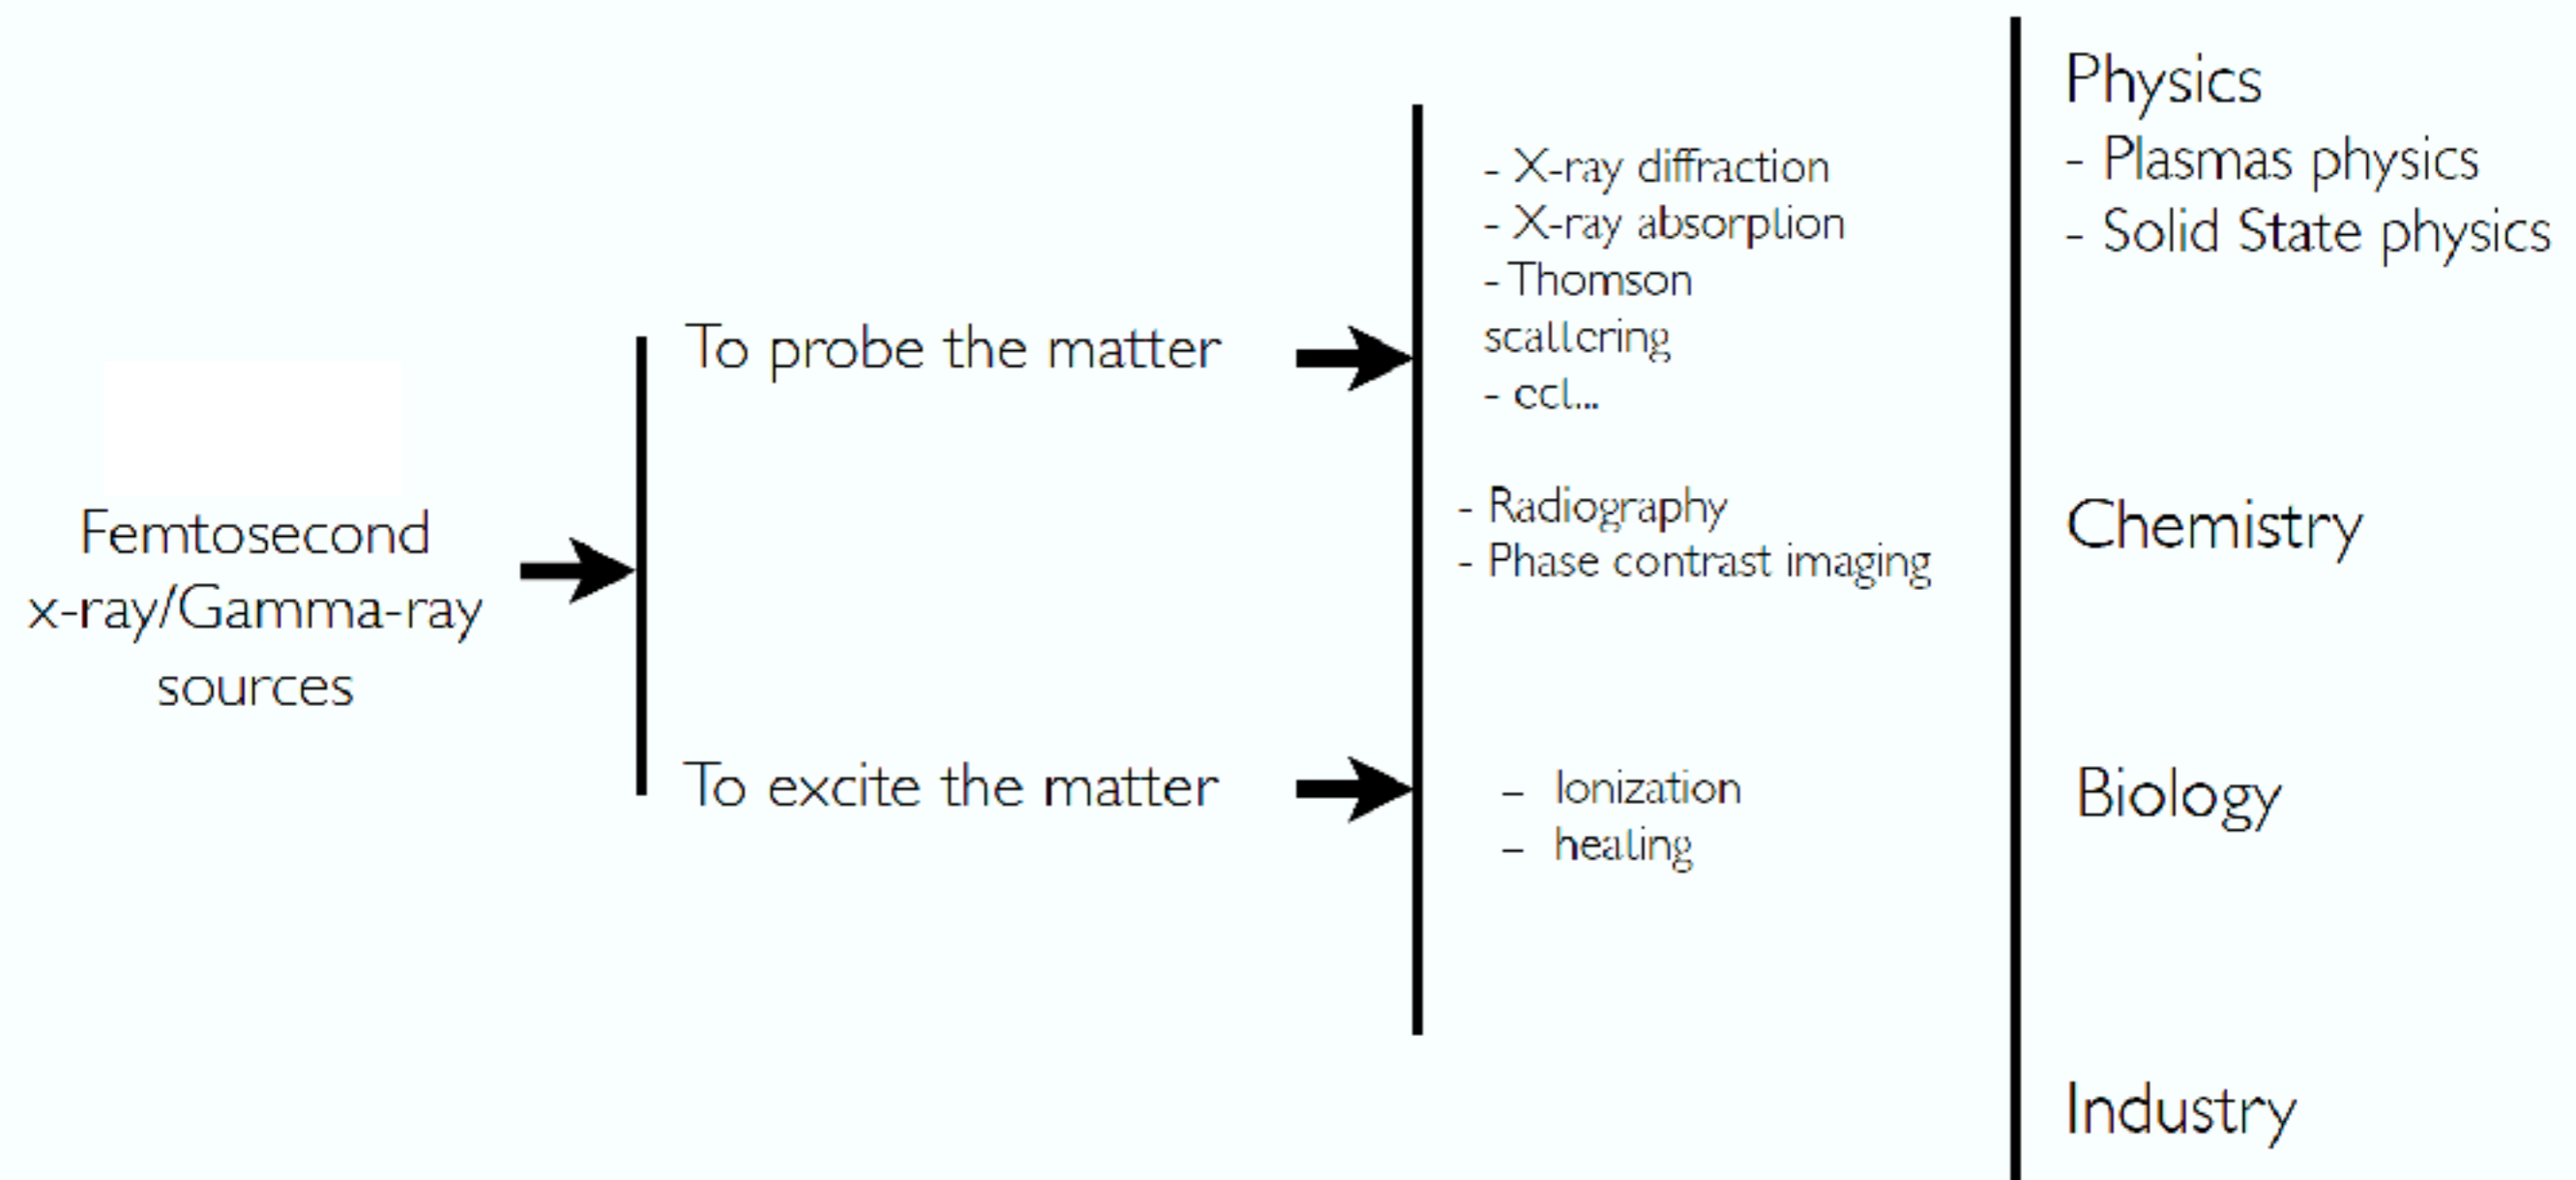 Femtosecond
x-ray/Gamma-ray
sources
To probe the matter
To excite the matter
- X-ray diffraction
- X-ray absorption
- Thomson
scattering
- ect...
- Radiography
- Phase contrast imaging
– Ionization
– heating
Physics
- Plasmas physics
- Solid State physics
Chemistry
Biology
Industry